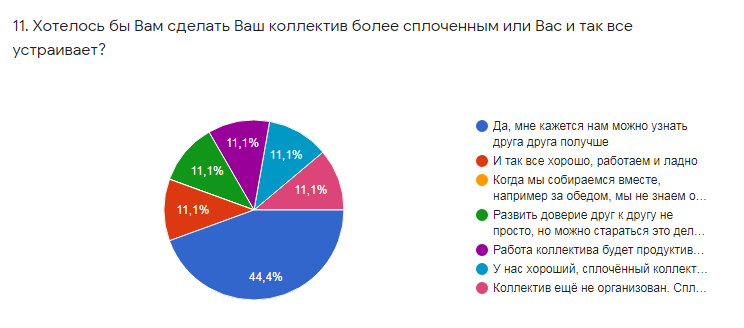 11. Хотелось бы Вам сделать Ваш коллектив более сплоченным или Вас и так все
устраивает?
11,1%
11,1%
11,1%
11,1%
11,1%
44,4%
Да, мне кажется нам можно узнать
друга друга получше
И так все хорошо, работаем и ладно
Когда мы собираемся вместе,
например за обедом, мы не знаем о...
Развить доверие друг к другу не
просто, но можно стараться это дел...
Работа коллектива будет продуктив...
У нас хороший, сплочённый коллект...
Коллектив ещё не организован. Спл...